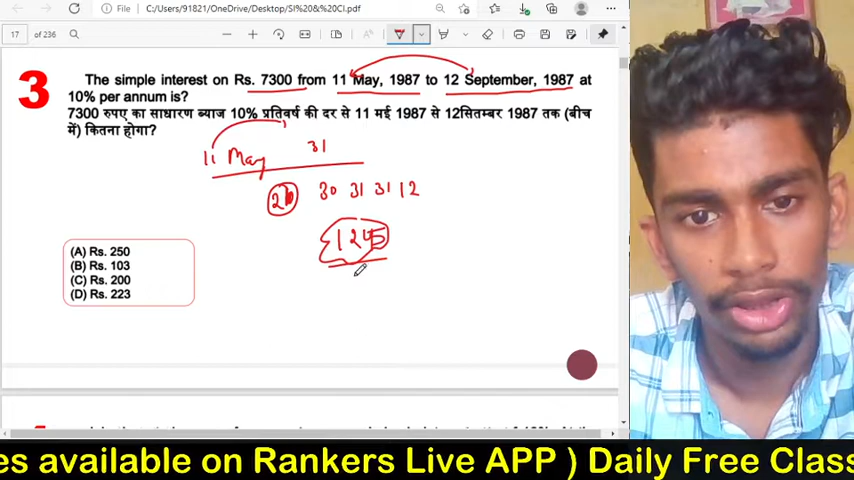 File
C:/Users/91821/OneDrive/Desktop/SI%20&%20CI.pdf
17 of 236
3
The simple interest on Rs. 7300 from 11 May, 1987 to 12 September, 1987 at
10% per annum is?
7300 रुपए का साधारण ब्याज 10% प्रतिवर्ष की दर से 11 मई 1987 से 12सितम्बर 1987 तक (बीच
में) कितना होगा?
11 May 31
20 30 31 31 12
(A) Rs. 250
(B) Rs. 103
(C) Rs. 200
(D) Rs. 223
es available on Rankers Live APP ) Daily Free Class